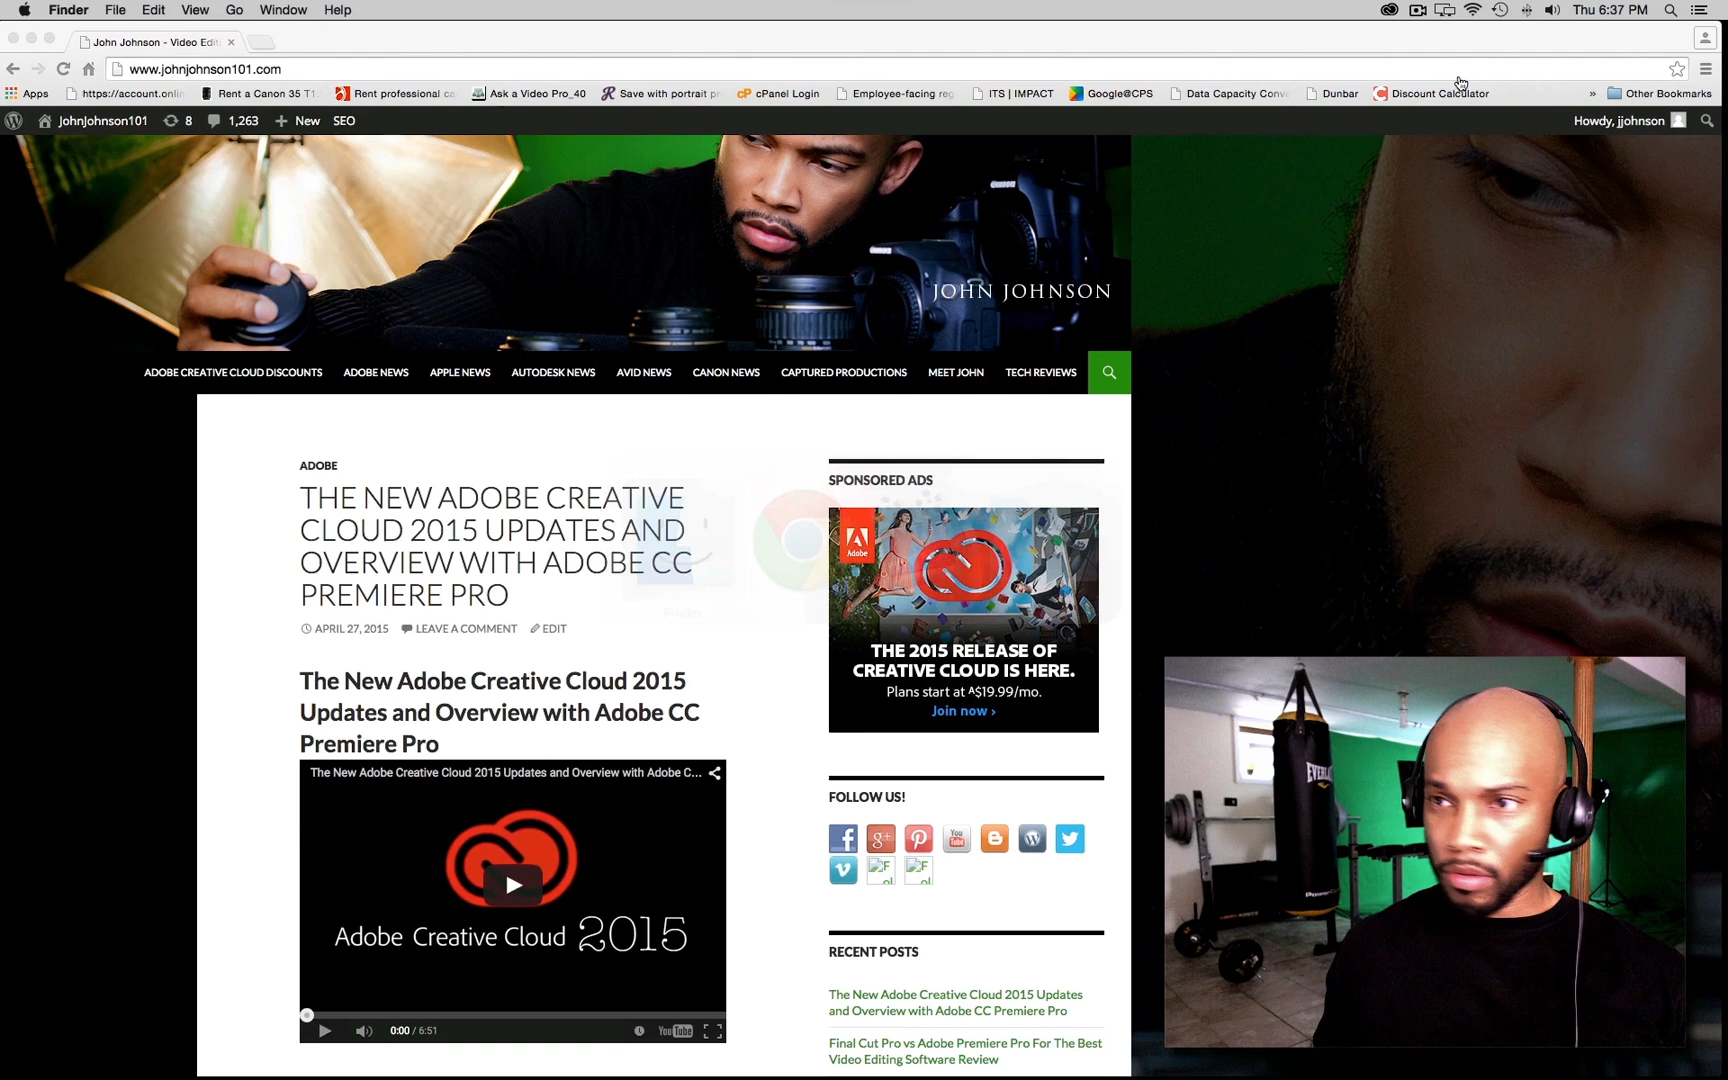 Finder File Edit View Go Window Help Thu 6:37 PM
John Johnson - Video Edi
www.johnjohnson101.com
Apps https://account.onlin Rent a Canon 35 T1. Rent professional ca Ask a Video Pro_40 Save with portrait pr cPanel Login Employee-facing reg ITS | IMPACT Google@CPS Data Capacity Conv Dunbar Discount Calculator » Other Bookmarks
JohnJohnson101 8 1,263 New SEO Howdy, jjohnson
JOHN JOHNSON
ADOBE CREATIVE CLOUD DISCOUNTS ADOBE NEWS APPLE NEWS AUTODESK NEWS AVID NEWS CANON NEWS CAPTURED PRODUCTIONS MEET JOHN TECH REVIEWS
ADOBE
THE NEW ADOBE CREATIVE
CLOUD 2015 UPDATES AND
OVERVIEW WITH ADOBE CC
PREMIERE PRO
APRIL 27, 2015 LEAVE A COMMENT EDIT
The New Adobe Creative Cloud 2015
Updates and Overview with Adobe CC
Premiere Pro
The New Adobe Creative Cloud 2015 Updates and Overview with Adobe C...
Adobe Creative Cloud 2015
0:00 / 6:51 YouTube
Finder
SPONSORED ADS
Adobe
THE 2015 RELEASE OF
CREATIVE CLOUD IS HERE.
Plans start at A$19.99/mo.
Join now ›
FOLLOW US!
You
Tube
F
ol
F
ol
RECENT POSTS
The New Adobe Creative Cloud 2015 Updates
and Overview with Adobe CC Premiere Pro
Final Cut Pro vs Adobe Premiere Pro For The Best
Video Editing Software Review
EVERLAST